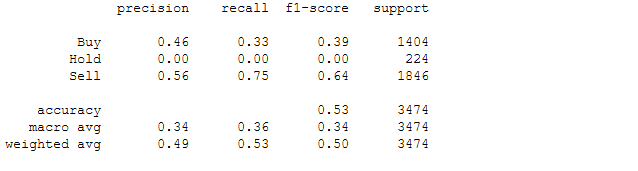 precision recall f1-score support
Buy 0.46 0.33 0.39 1404
Hold 0.00 0.00 0.00 224
Sell 0.56 0.75 0.64 1846
accuracy 0.53 3474
macro avg 0.34 0.36 0.34 3474
weighted avg 0.49 0.53 0.50 3474